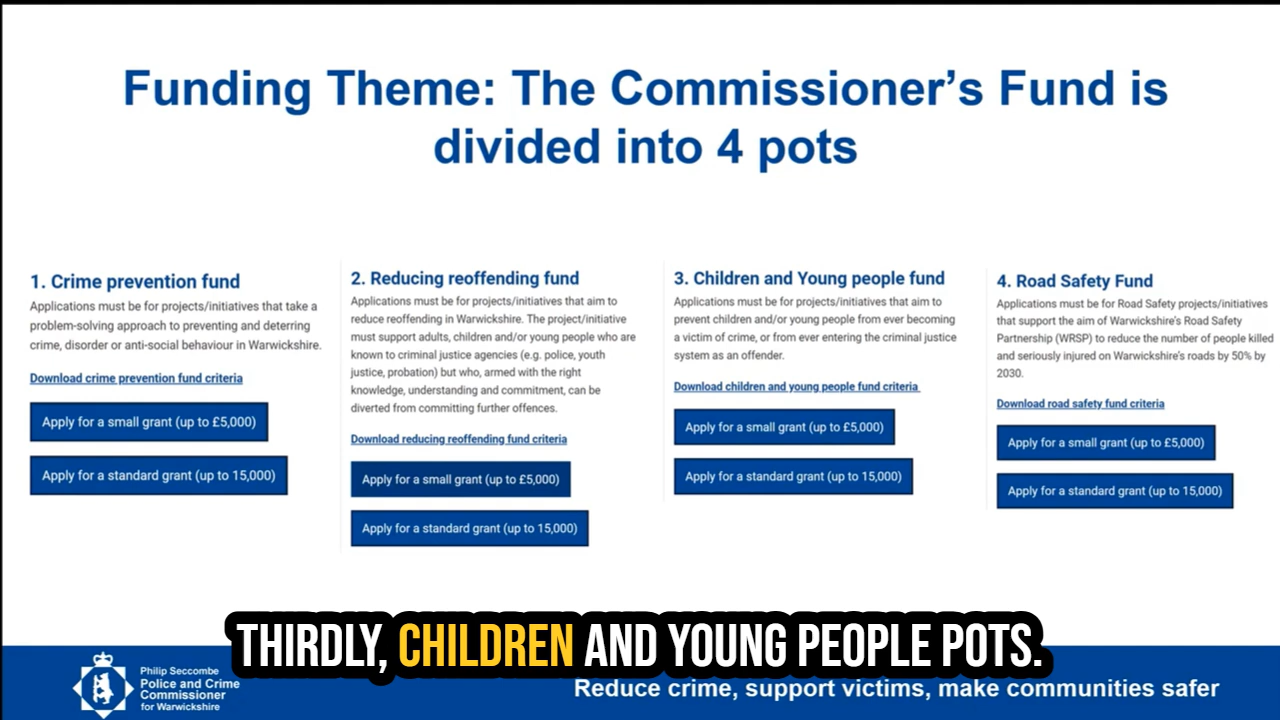 Funding Theme: The Commissioner's Fund is
divided into 4 pots
1. Crime prevention fund
Applications must be for projects/initiatives that take a
problem-solving approach to preventing and deterring
crime, disorder or anti-social behaviour in Warwickshire.
Download crime prevention fund criteria
Apply for a small grant (up to £5,000)
Apply for a standard grant (up to 15,000)
2. Reducing reoffending fund
Applications must be for projects/initiatives that aim to
reduce reoffending in Warwickshire. The project/initiative
must support adults, children and/or young people who are
known to criminal justice agencies (e.g. police, youth
justice, probation) but who, armed with the right
knowledge, understanding and commitment, can be
diverted from committing further offences.
Download reducing reoffending fund criteria
Apply for a small grant (up to £5,000)
Apply for a standard grant (up to 15,000)
3. Children and Young people fund
Applications must be for projects/initiatives that aim to
prevent children and/or young people from ever becoming
a victim of crime, or from ever entering the criminal justice
system as an offender.
Download children and young people fund criteria
Apply for a small grant (up to £5,000)
Apply for a standard grant (up to 15,000)
4. Road Safety Fund
Applications must be for Road Safety projects/initiatives
that support the aim of Warwickshire's Road Safety
Partnership (WRSP) to reduce the number of people killed
and seriously injured on Warwickshire's roads by 50% by
2030.
Download road safety fund criteria
Apply for a small grant (up to £5,000)
Apply for a standard grant (up to 15,000)
THIRDLY, CHILDREN AND YOUNG PEOPLE POTS.
Philip Seccombe
Police and Crime
Commissioner
for Warwickshire
Reduce crime, support victims, make communities safer